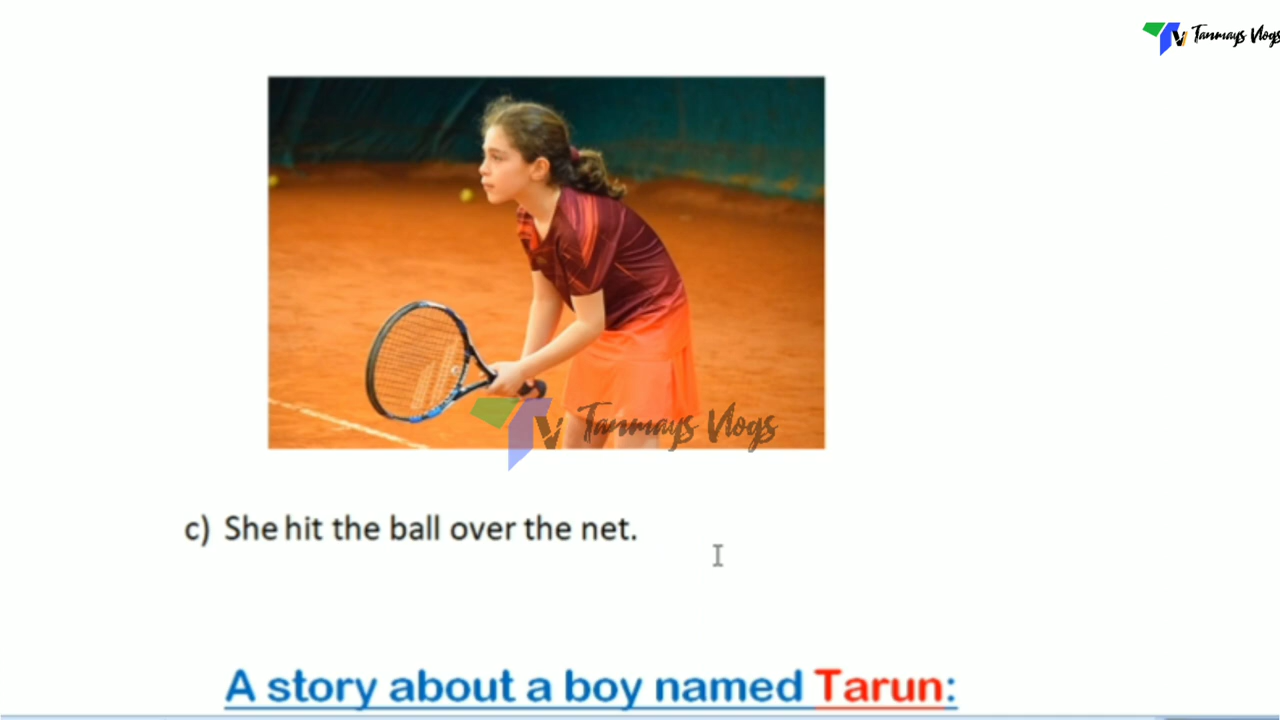 Tanmays Vlogs
Tanmays Vlogs
c) She hit the ball over the net.
A story about a boy named Tarun: